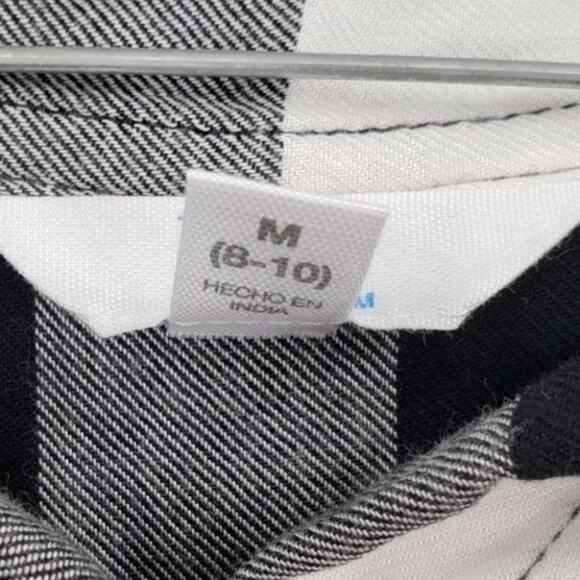 M
(8-10)
HECHO EN
INDIA
M